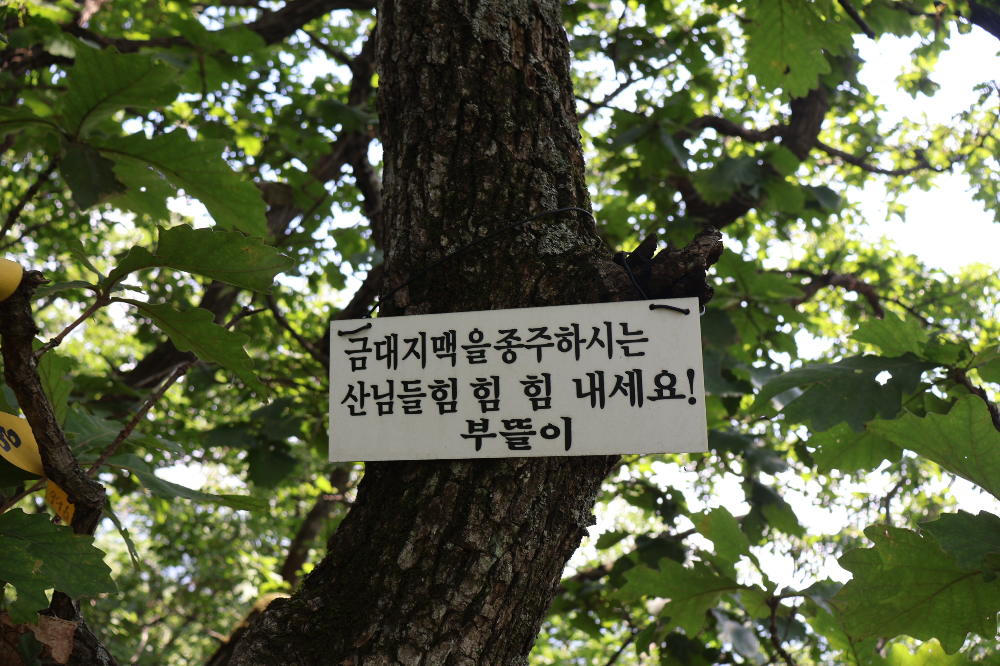 금대지맥을종주하시는
산님들힘 힘 힘 내세요!
부뜰이